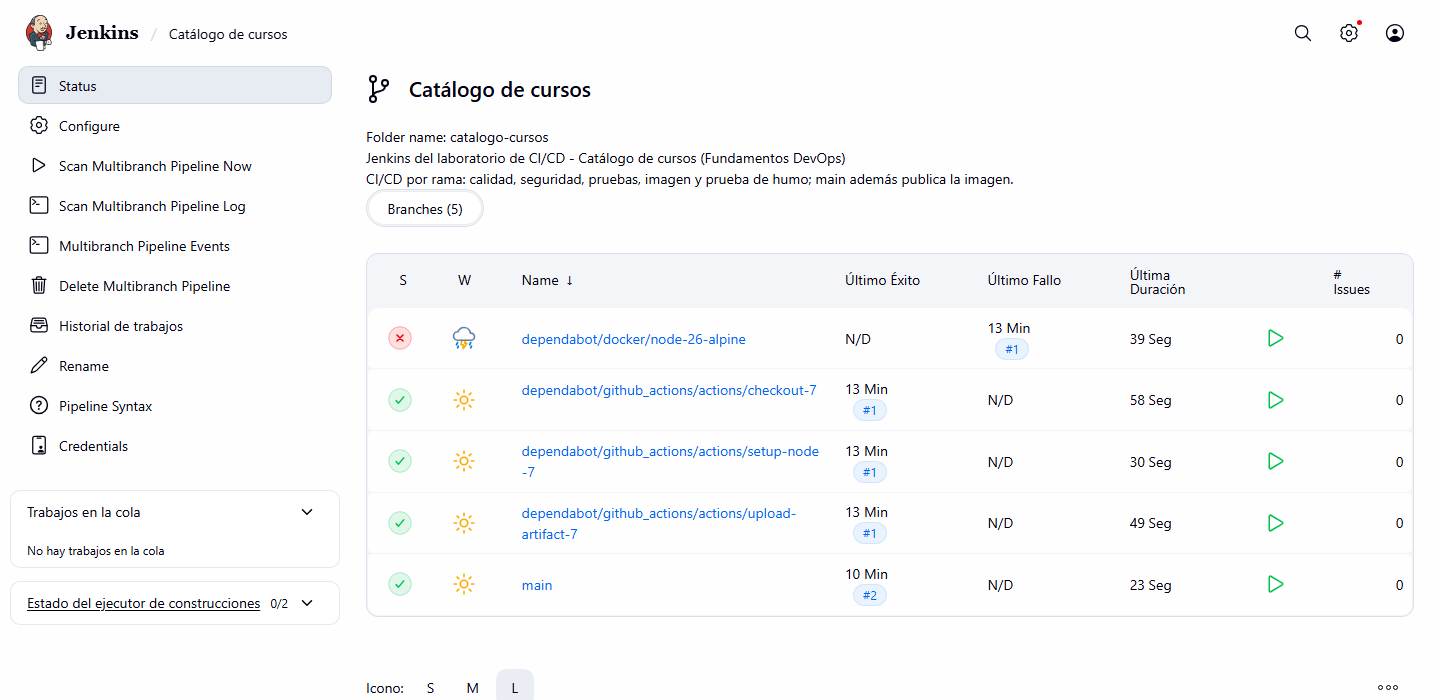 Jenkins / Catálogo de cursos
Status
Configure
Scan Multibranch Pipeline Now
Scan Multibranch Pipeline Log
Multibranch Pipeline Events
Delete Multibranch Pipeline
Historial de trabajos
Rename
Pipeline Syntax
Credentials
Trabajos en la cola
No hay trabajos en la cola
Estado del ejecutor de construcciones 0/2
Catálogo de cursos
Folder name: catalogo-cursos
Jenkins del laboratorio de CI/CD - Catálogo de cursos (Fundamentos DevOps)
CI/CD por rama: calidad, seguridad, pruebas, imagen y prueba de humo; main además publica la imagen.
Branches (5)
S W Name ↓ Último Éxito Último Fallo Última Duración # Issues
dependabot/docker/node-26-alpine N/D 13 Min #1 39 Seg 0
dependabot/github_actions/actions/checkout-7 13 Min #1 N/D 58 Seg 0
dependabot/github_actions/actions/setup-node
-7 13 Min #1 N/D 30 Seg 0
dependabot/github_actions/actions/upload-
artifact-7 13 Min #1 N/D 49 Seg 0
main 10 Min #2 N/D 23 Seg 0
Icono: S M L